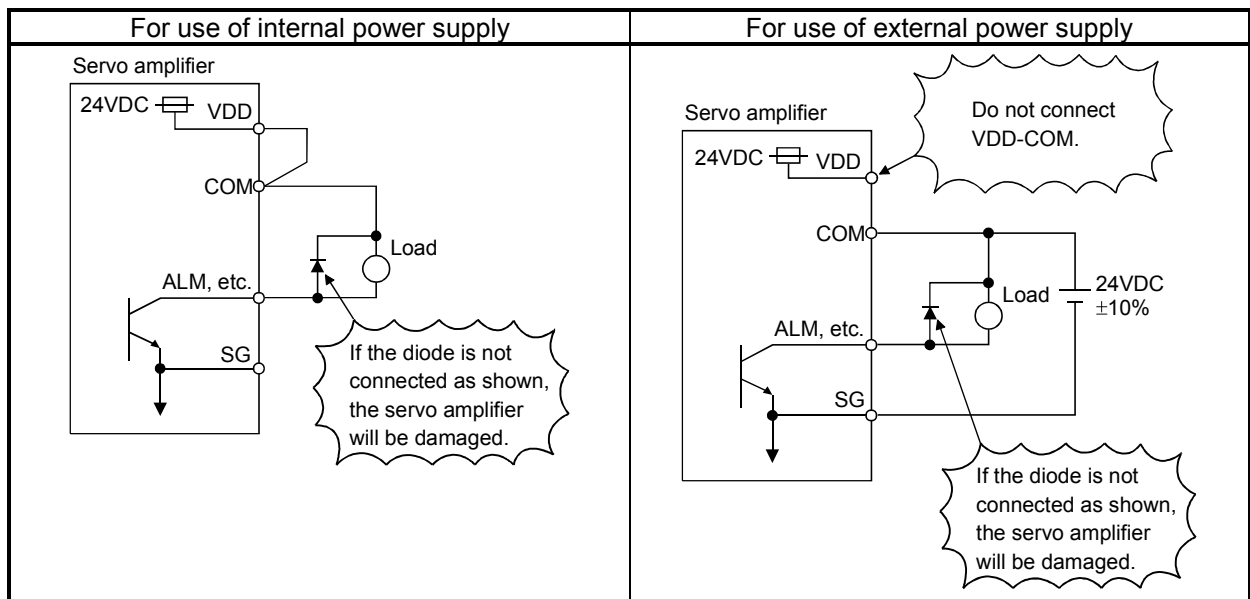 For use of internal power supply
For use of external power supply
Servo amplifier
24VDC
VDD
COM
Load
ALM, etc.
SG
If the diode is not
connected as shown,
the servo amplifier
will be damaged.
Do not connect
VDD-COM.
Servo amplifier
24VDC
VDD
COM
Load
24VDC
±10%
ALM, etc.
SG
If the diode is not
connected as shown,
the servo amplifier
will be damaged.